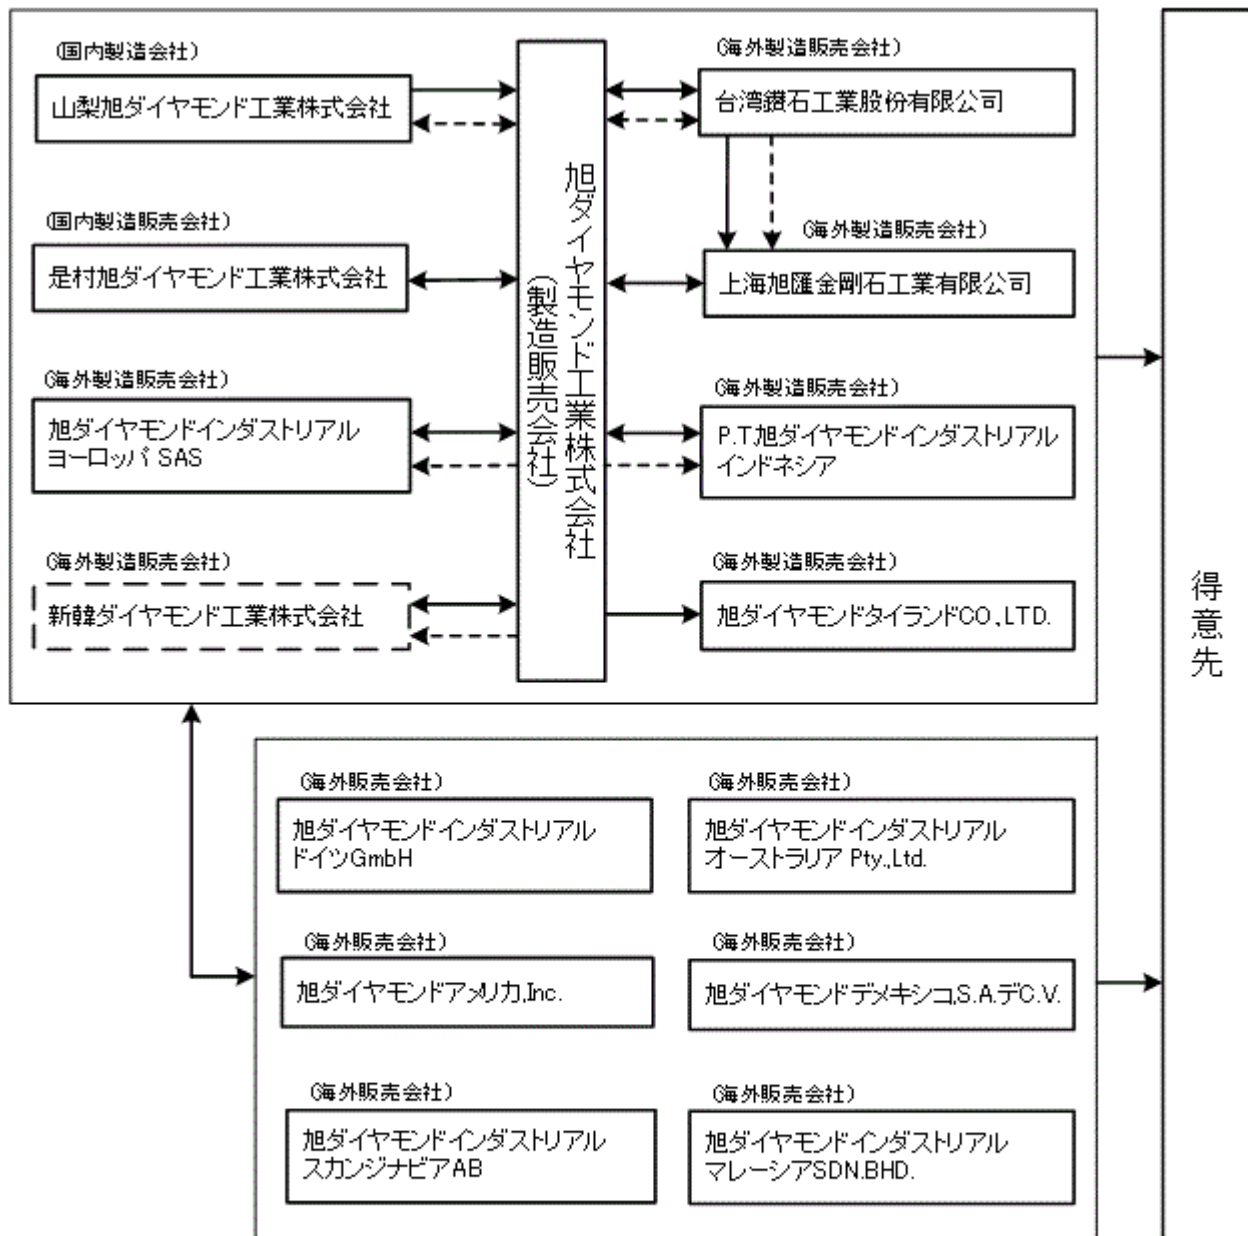 (国内製造会社)
山梨旭ダイヤモンド工業株式会社
(国内製造販売会社)
是村旭ダイヤモンド工業株式会社
(海外製造販売会社)
旭ダイヤモンドインダストリアル
ヨーロッパ SAS
(海外製造販売会社)
新韓ダイヤモンド工業株式会社
旭ダイヤモンド工業株式会社
(製造販売会社)
(海外製造販売会社)
台湾鑚石工業股份有限公司
(海外製造販売会社)
上海旭匯金剛石工業有限公司
(海外製造販売会社)
P.T.旭ダイヤモンドインダストリアル
インドネシア
(海外製造販売会社)
旭ダイヤモンドタイランドCO.,LTD.
得意先
(海外販売会社)
旭ダイヤモンドインダストリアル
ドイツGmbH
(海外販売会社)
旭ダイヤモンドインダストリアル
オーストラリア Pty.,Ltd.
(海外販売会社)
旭ダイヤモンドアメリカ,Inc.
(海外販売会社)
旭ダイヤモンドデメキシコ,S.A.デC.V.
(海外販売会社)
旭ダイヤモンドインダストリアル
スカンジナビアAB
(海外販売会社)
旭ダイヤモンドインダストリアル
マレーシアSDN.BHD.